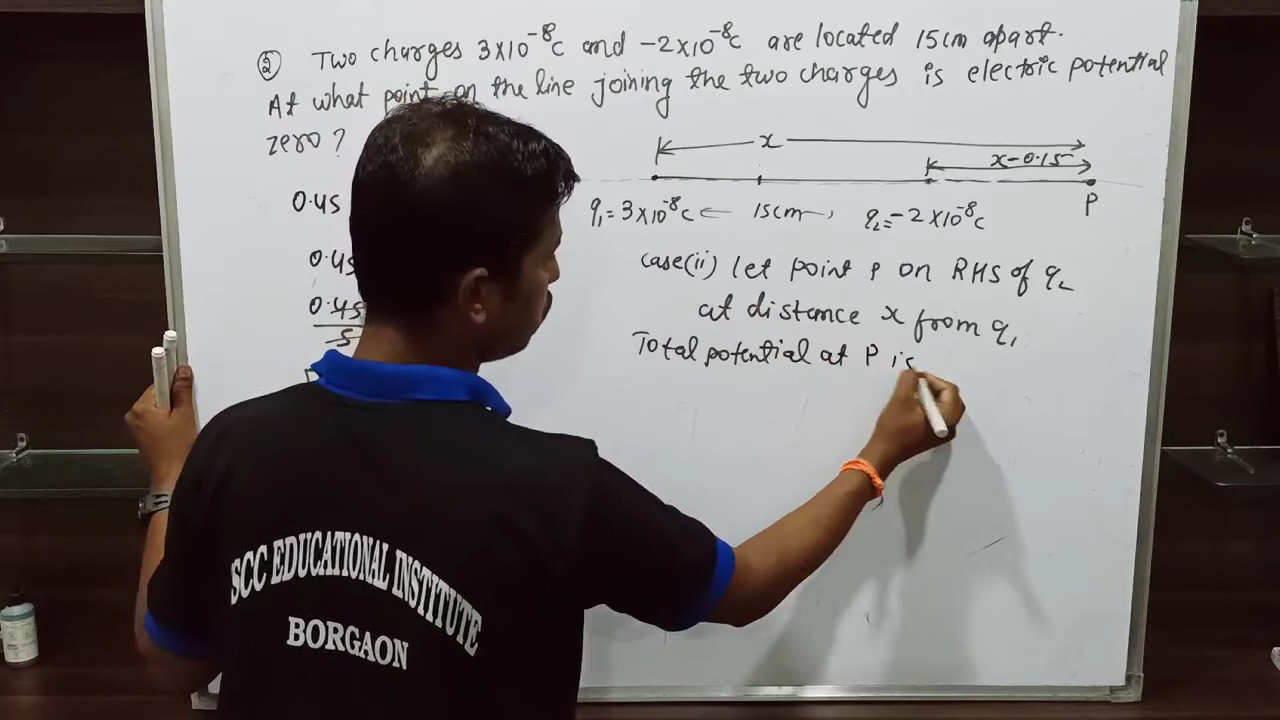 ② Two charges 3×10⁻⁸c and -2×10⁻⁸c are located 15cm apart.
At what point on the line joining the two charges is electric potential
zero?
x
x-0.15
q₁=3×10⁻⁸c ← 15cm → q₂=-2×10⁻⁸c P
0.45
0.45
0.45
5
case(ii) let point P on RHS of q₂
at distance x from q₁
Total potential at P is
SCC EDUCATIONAL INSTITUTE
BORGAON